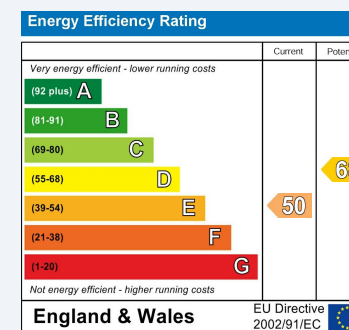 Energy Efficiency Rating
Current
Very energy efficient - lower running costs
(92 plus) A
(81-91) B
(69-80) C
(55-68) D
(39-54) E
50
(21-38) F
(1-20) G
Not energy efficient - higher running costs
England & Wales
EU Directive
2002/91/EC